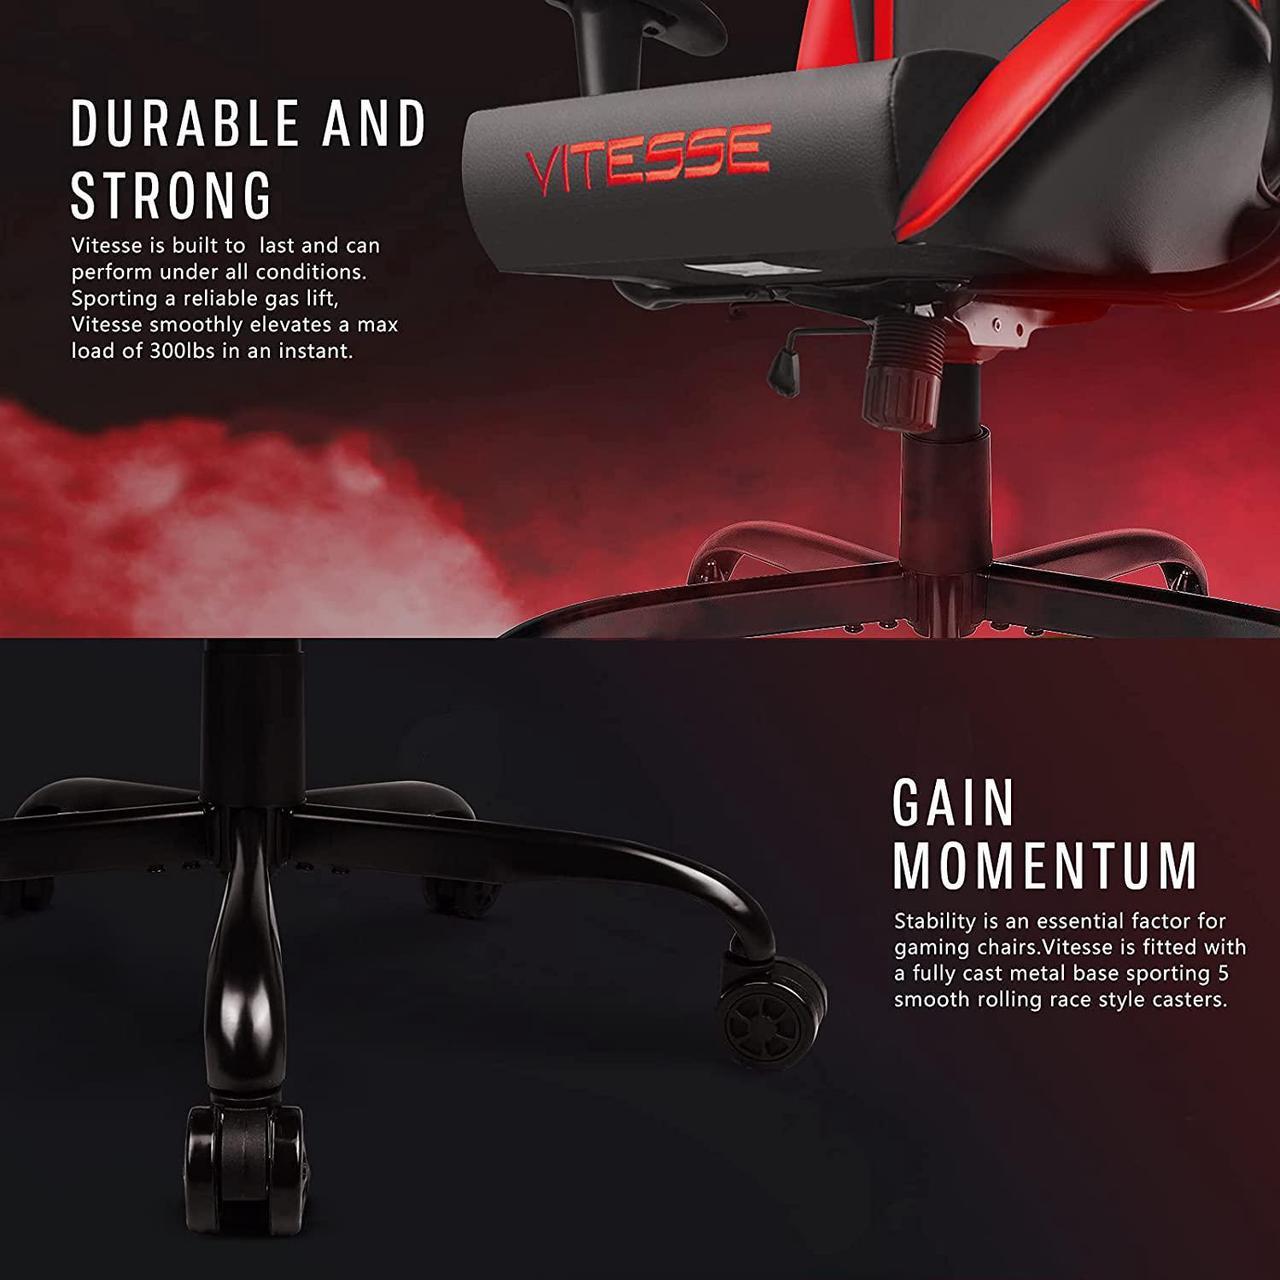 DURABLE AND
STRONG
Vitesse is built to last and can
perform under all conditions.
Sporting a reliable gas lift,
Vitesse smoothly elevates a max
load of 300lbs in an instant.
VITESSE
GAIN
MOMENTUM
Stability is an essential factor for
gaming chairs.Vitesse is fitted with
a fully cast metal base sporting 5
smooth rolling race style casters.